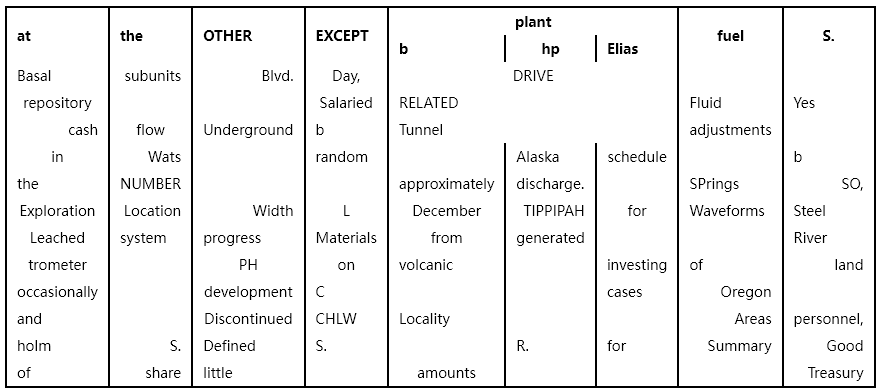 plant
at the OTHER EXCEPT fuel S.
b hp Elias
Basal subunits Blvd. Day, DRIVE
repository Salaried RELATED Fluid Yes
cash flow Underground b Tunnel adjustments
in Wats random Alaska schedule b
the NUMBER approximately discharge. SPrings SO,
Exploration Location Width L December TIPPIPAH for Waveforms Steel
Leached system progress Materials from generated River
trometer PH on volcanic investing of land
occasionally development C cases Oregon
and Discontinued CHLW Locality Areas personnel,
holm S. Defined S. R. for Summary Good
of share little amounts Treasury